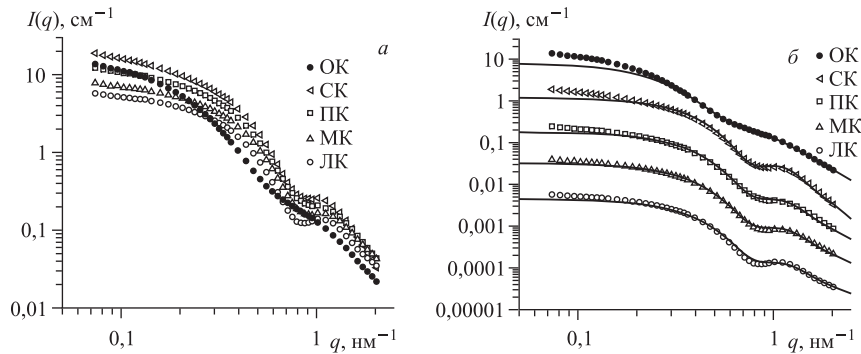 I(q), см⁻¹
а
ОК
СК
ПК
МК
ЛК
10
1
0,1
0,01
0,1
1
q, нм⁻¹
I(q), см⁻¹
б
ОК
СК
ПК
МК
ЛК
10
1
0,1
0,01
0,001
0,0001
0,00001
0,1
1
q, нм⁻¹